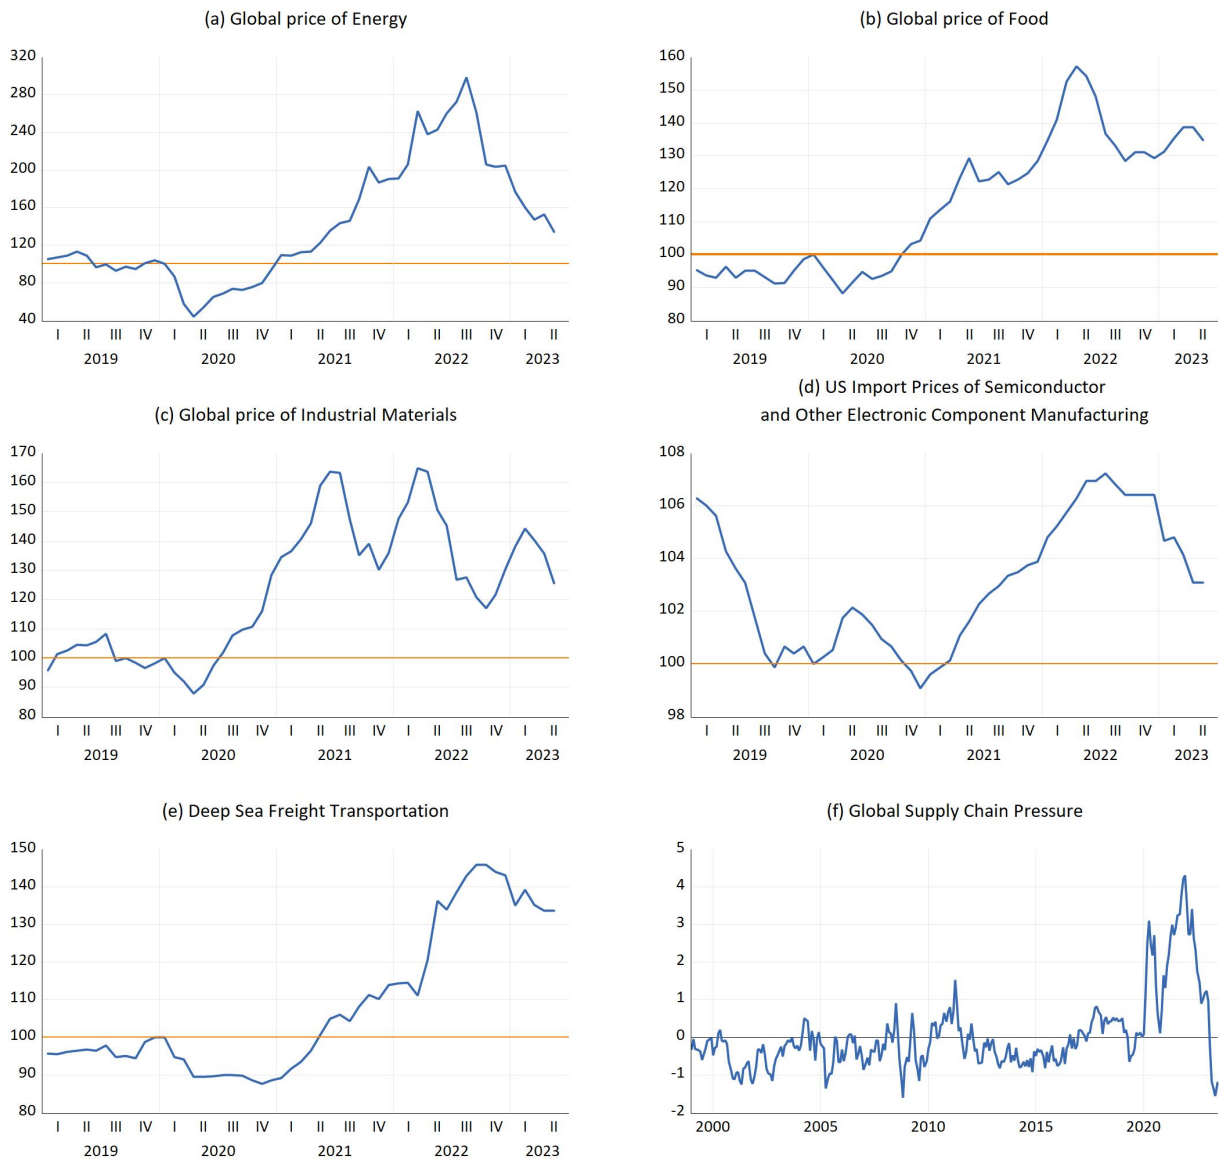 (a) Global price of Energy
320
280
240
200
160
120
80
40
I II III IV I II III IV I II III IV I II III IV I II
2019 2020 2021 2022 2023
(b) Global price of Food
160
150
140
130
120
110
100
90
80
I II III IV I II III IV I II III IV I II III IV I II
2019 2020 2021 2022 2023
(c) Global price of Industrial Materials
170
160
150
140
130
120
110
100
90
80
I II III IV I II III IV I II III IV I II III IV I II
2019 2020 2021 2022 2023
(d) US Import Prices of Semiconductor
and Other Electronic Component Manufacturing
108
106
104
102
100
98
I II III IV I II III IV I II III IV I II III IV I II
2019 2020 2021 2022 2023
(e) Deep Sea Freight Transportation
150
140
130
120
110
100
90
80
I II III IV I II III IV I II III IV I II III IV I II
2019 2020 2021 2022 2023
(f) Global Supply Chain Pressure
5
4
3
2
1
0
-1
-2
2000 2005 2010 2015 2020